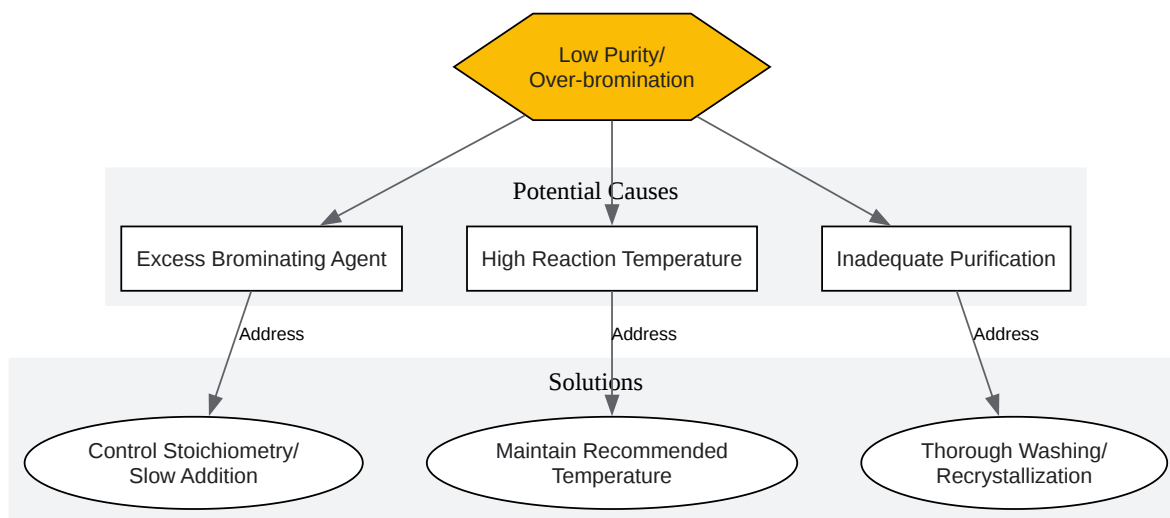 Low Purity/
Over-bromination
Potential Causes
Excess Brominating Agent
High Reaction Temperature
Inadequate Purification
Address
Address
Address
Solutions
Control Stoichiometry/
Slow Addition
Maintain Recommended
Temperature
Thorough Washing/
Recrystallization